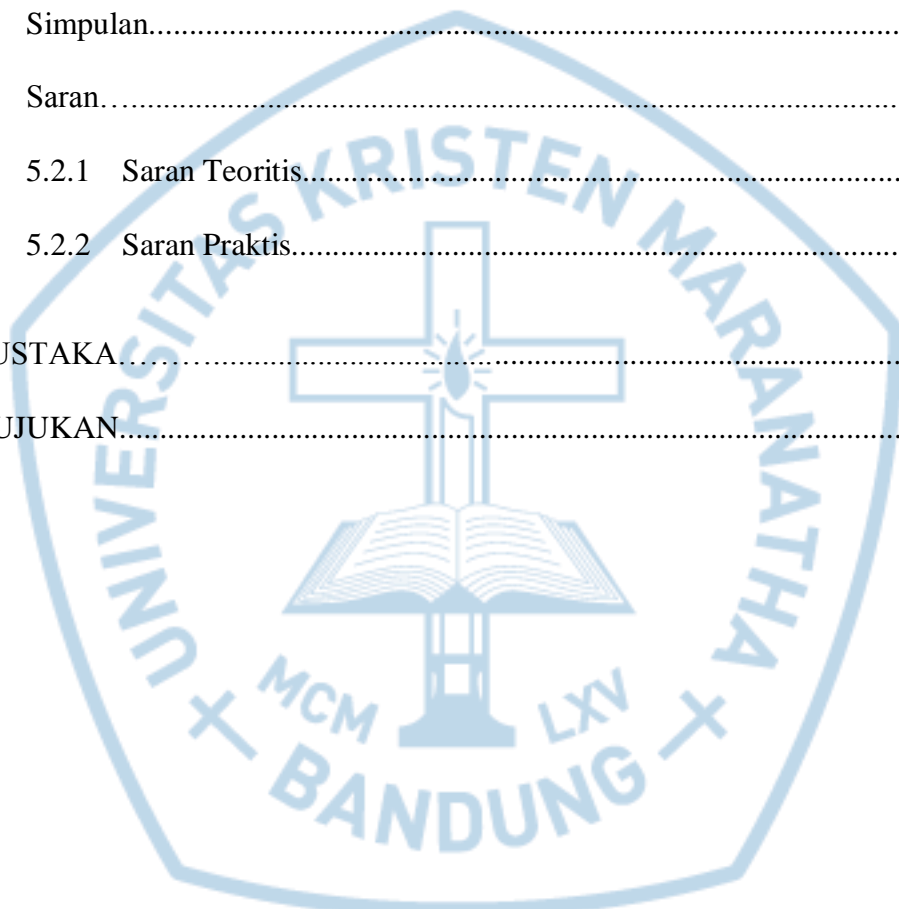 Simpulan..................................................................................................
Saran…...................................................................................................
5.2.1 Saran Teoritis..............................................................................
5.2.2 Saran Praktis...............................................................................
USTAKA………......................................................................................
UJUKAN.................................................................................................
UNIVERSITAS KRISTEN MARANATHA
MCM LXV
BANDUNG